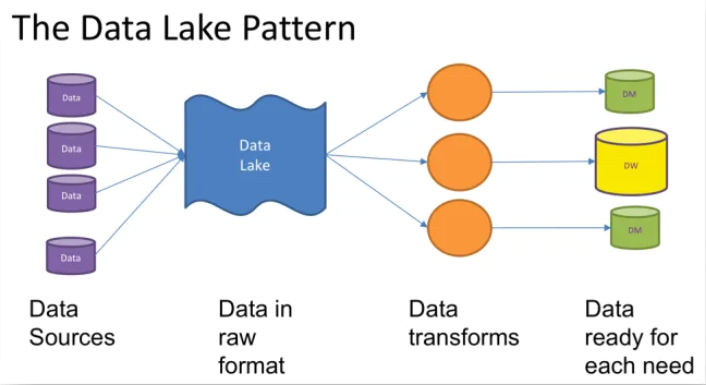 The Data Lake Pattern
Data
Data
Data
Data
Data
Lake
DM
DW
DM
Data
Sources
Data in
raw
format
Data
transforms
Data
ready for
each need